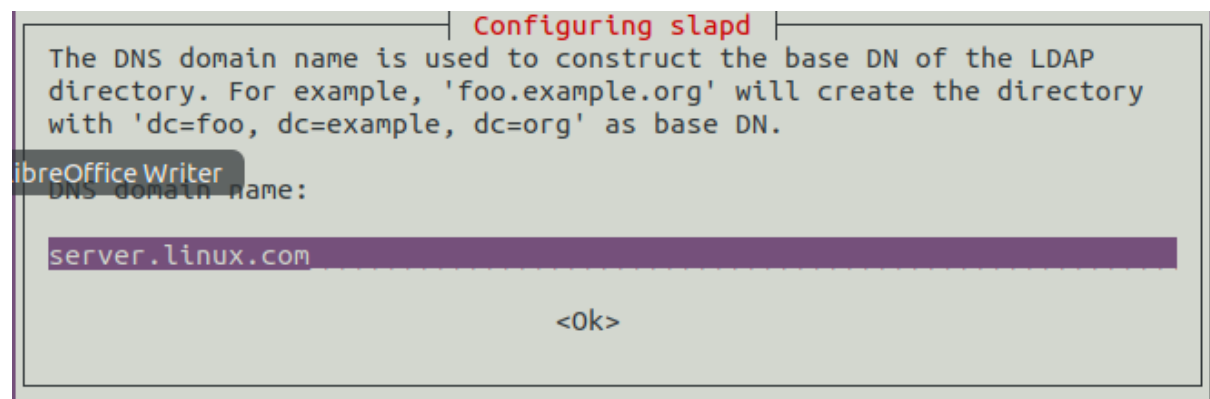 Configuring slapd
The DNS domain name is used to construct the base DN of the LDAP
directory. For example, 'foo.example.org' will create the directory
with 'dc=foo, dc=example, dc=org' as base DN.
ibreOffice Writer
DNS domain name:
server.linux.com
<Ok>